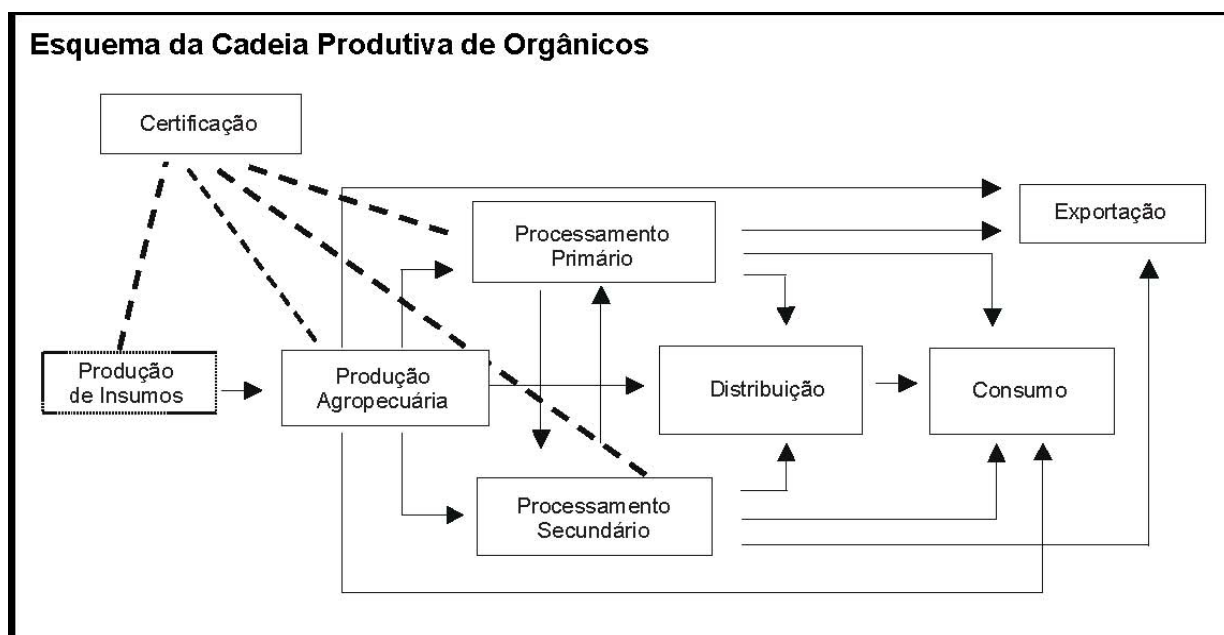 Esquema da Cadeia Produtiva de Orgânicos
Certificação
Exportação
Processamento
Primário
Produção
de Insumos
Produção
Agropecuária
Distribuição
Consumo
Processamento
Secundário